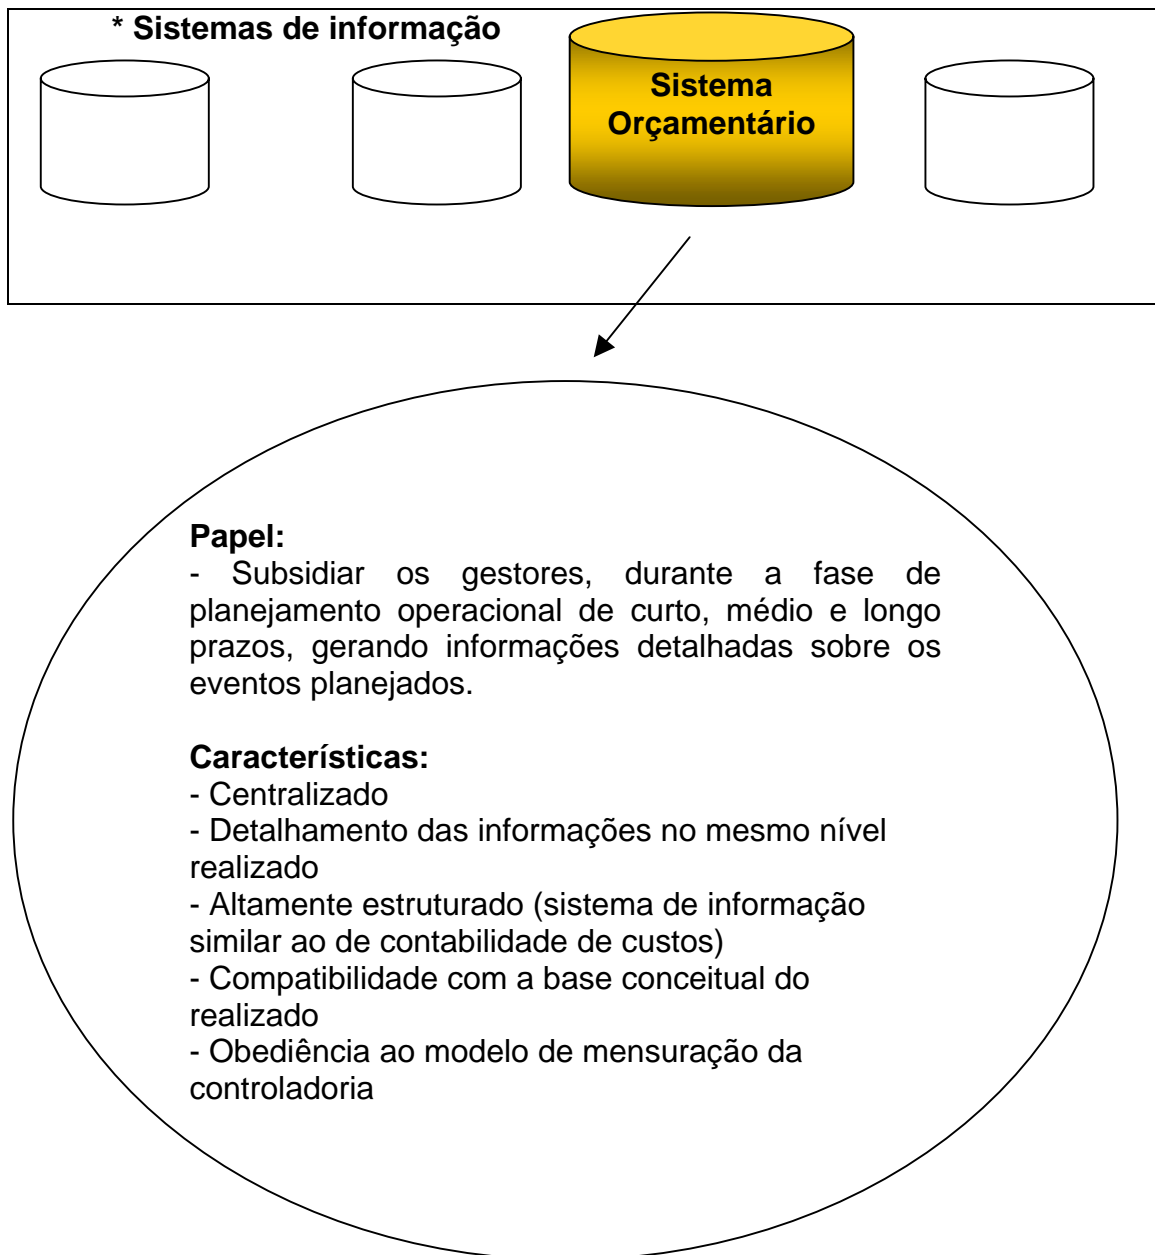 * Sistemas de informação
Sistema
Orçamentário
Papel:
- Subsidiar os gestores, durante a fase de
planejamento operacional de curto, médio e longo
prazos, gerando informações detalhadas sobre os
eventos planejados.
Características:
- Centralizado
- Detalhamento das informações no mesmo nível
realizado
- Altamente estruturado (sistema de informação
similar ao de contabilidade de custos)
- Compatibilidade com a base conceitual do
realizado
- Obediência ao modelo de mensuração da
controladoria